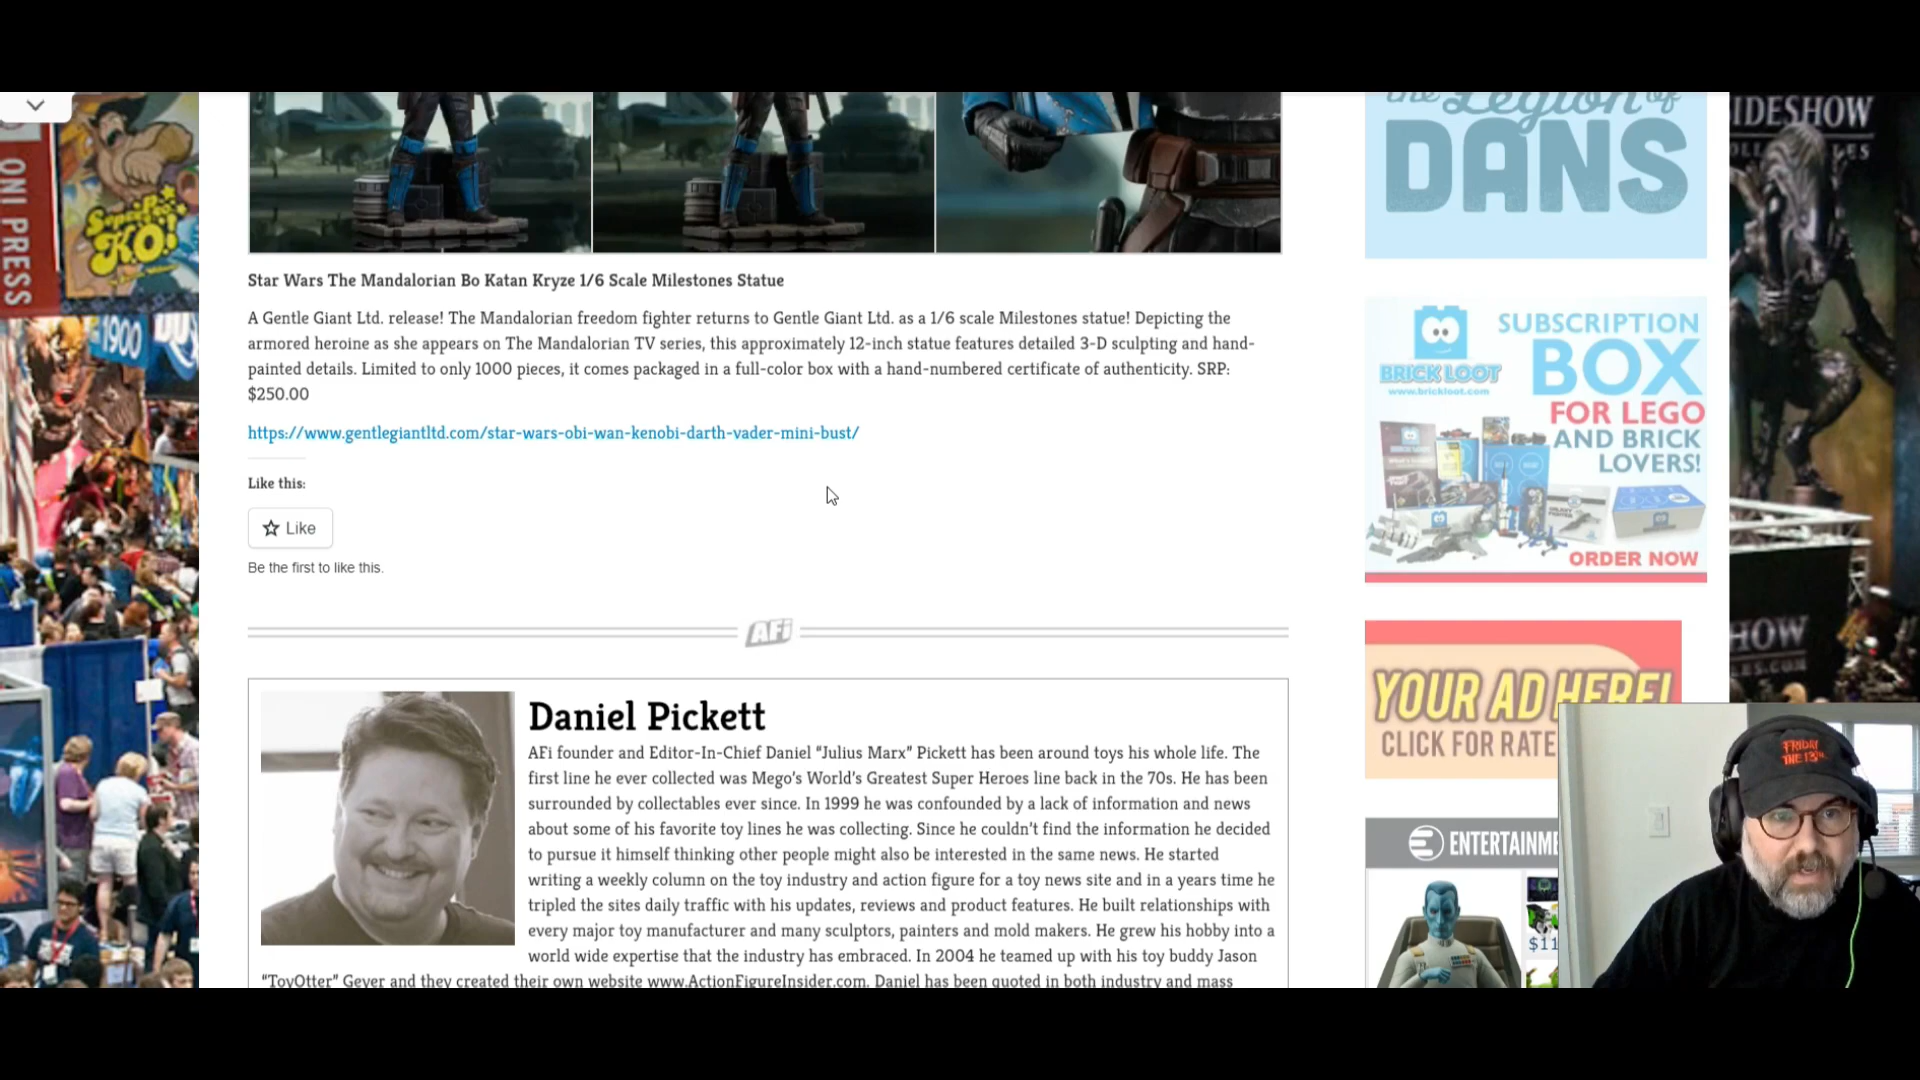 ONI PRESS
SuperPro
K.O!
1900
the Legion of
DANS
Star Wars The Mandalorian Bo Katan Kryze 1/6 Scale Milestones Statue
A Gentle Giant Ltd. release! The Mandalorian freedom fighter returns to Gentle Giant Ltd. as a 1/6 scale Milestones statue! Depicting the
armored heroine as she appears on The Mandalorian TV series, this approximately 12-inch statue features detailed 3-D sculpting and hand-
painted details. Limited to only 1000 pieces, it comes packaged in a full-color box with a hand-numbered certificate of authenticity. SRP:
$250.00
https://www.gentlegiantltd.com/star-wars-obi-wan-kenobi-darth-vader-mini-bust/
Like this:
Like
Be the first to like this.
AFi
Daniel Pickett
AFi founder and Editor-In-Chief Daniel “Julius Marx” Pickett has been around toys his whole life. The
first line he ever collected was Mego’s World’s Greatest Super Heroes line back in the 70s. He has been
surrounded by collectables ever since. In 1999 he was confounded by a lack of information and news
about some of his favorite toy lines he was collecting. Since he couldn’t find the information he decided
to pursue it himself thinking other people might also be interested in the same news. He started
writing a weekly column on the toy industry and action figure for a toy news site and in a years time he
tripled the sites daily traffic with his updates, reviews and product features. He built relationships with
every major toy manufacturer and many sculptors, painters and mold makers. He grew his hobby into a
world wide expertise that the industry has embraced. In 2004 he teamed up with his toy buddy Jason
“ToyOtter” Geyer and they created their own website www.ActionFigureInsider.com. Daniel has been quoted in both industry and mass
SUBSCRIPTION
BOX
BRICK LOOT
www.brickloot.com
FOR LEGO
AND BRICK
LOVERS!
ORDER NOW
YOUR AD HERE!
CLICK FOR RATE
ENTERTAINME
$11
IDESHOW
HOW
FRIDAY
THE 13th